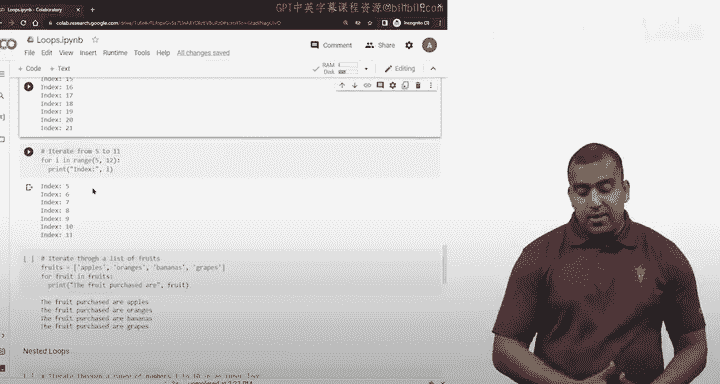 GPT中英字幕课程资源@bilibili.com
Loops.ipynb
File Edit View Insert Runtime Tools Help All changes saved
Comment
Share
A
+ Code + Text
RAM
Disk
Editing
Index: 15
Index: 16
Index: 17
Index: 18
Index: 19
Index: 20
Index: 21
# Iterate from 5 to 11
for i in range(5, 12):
print("Index:", i)
Index: 5
Index: 6
Index: 7
Index: 8
Index: 9
Index: 10
Index: 11
[ ] # Iterate throgh a list of fruits
fruits = ['apples', 'oranges', 'bananas', 'grapes']
for fruit in fruits:
print("The fruit purchased are", fruit)
The fruit purchased are apples
The fruit purchased are oranges
The fruit purchased are bananas
The fruit purchased are grapes
Nested Loops